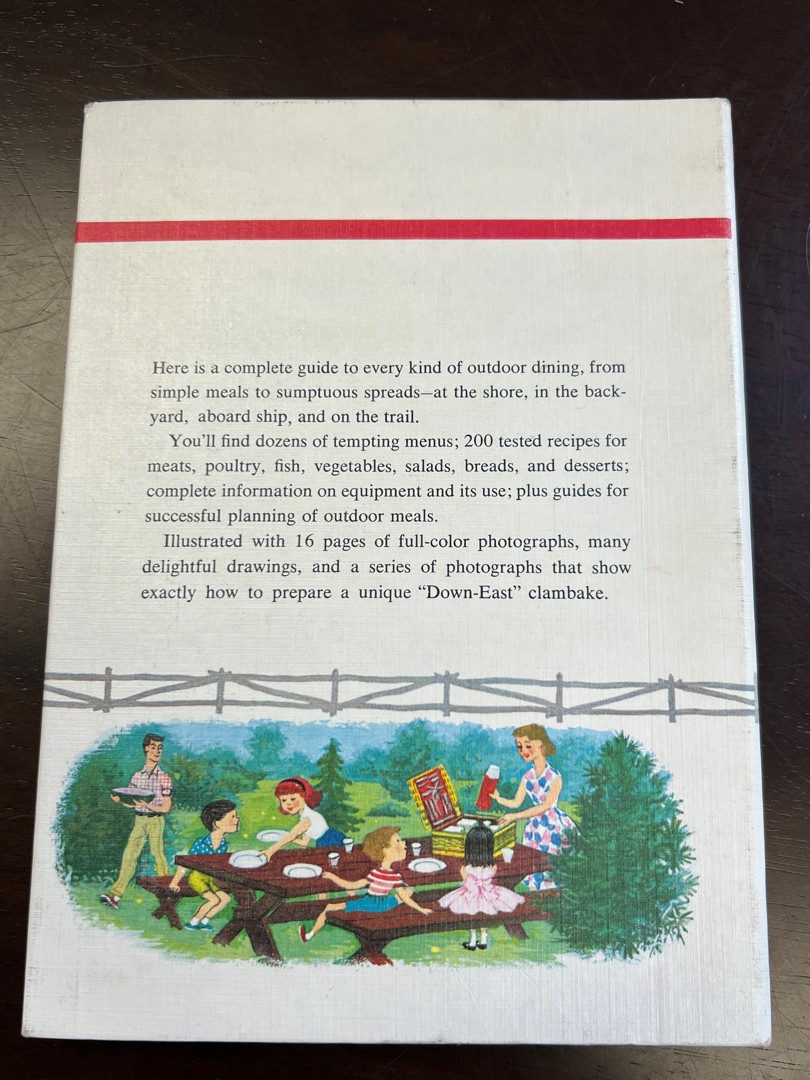 Here is a complete guide to every kind of outdoor dining, from
simple meals to sumptuous spreads—at the shore, in the back-
yard, aboard ship, and on the trail.
You'll find dozens of tempting menus; 200 tested recipes for
meats, poultry, fish, vegetables, salads, breads, and desserts;
complete information on equipment and its use; plus guides for
successful planning of outdoor meals.
Illustrated with 16 pages of full-color photographs, many
delightful drawings, and a series of photographs that show
exactly how to prepare a unique “Down-East” clambake.